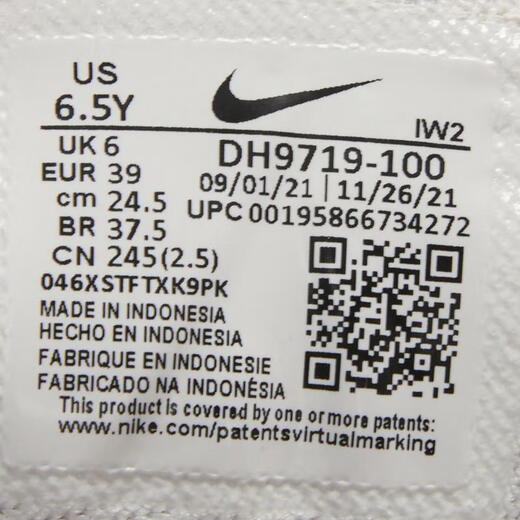 US
6.5Y
IW2
UK 6
EUR 39
cm 24.5
BR 37.5
CN 245(2.5)
DH9719-100
09/01/21 | 11/26/21
UPC 00195866734272
046XSTFTXK9PK
MADE IN INDONESIA
HECHO EN INDONESIA
FABRIQUE EN INDONESIE
FABRICADO NA INDONÉSIA
This product is covered by one or more patents:
www.nike.com/patentsvirtualmarking